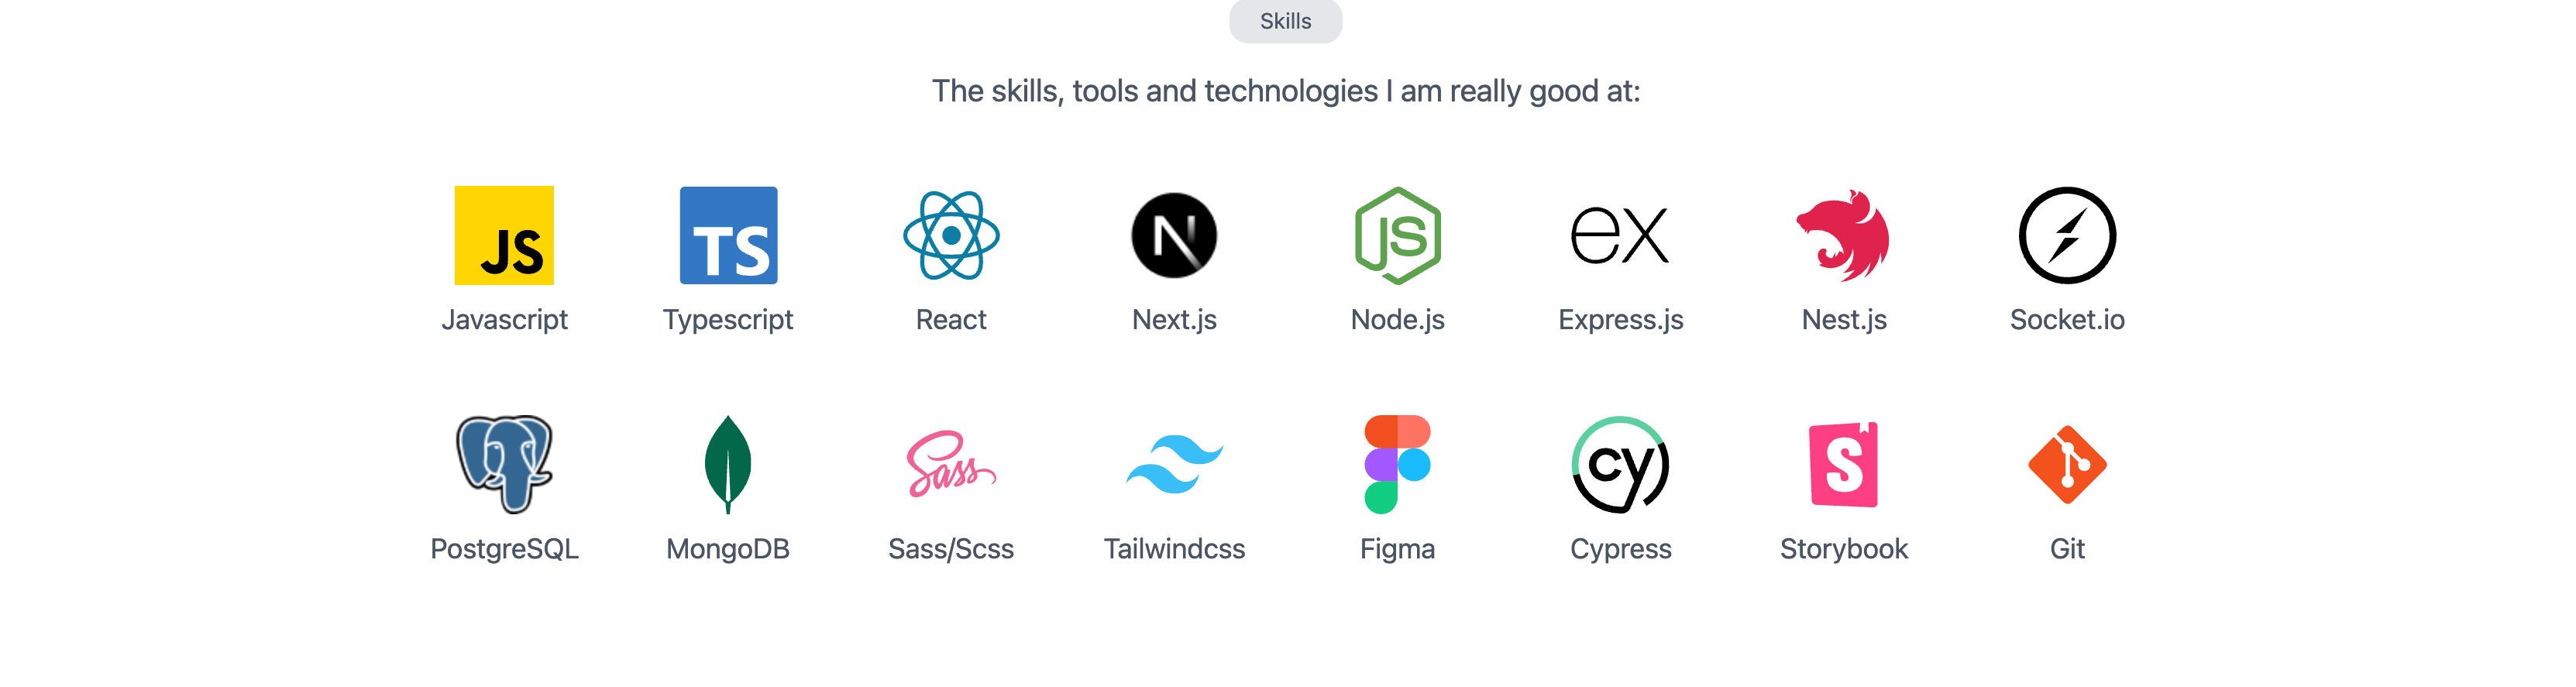 Skills
The skills, tools and technologies I am really good at:
JS TS N JS ex
Javascript Typescript React Next.js Node.js Express.js Nest.js Socket.io
Sass cy S
PostgreSQL MongoDB Sass/Scss Tailwindcss Figma Cypress Storybook Git